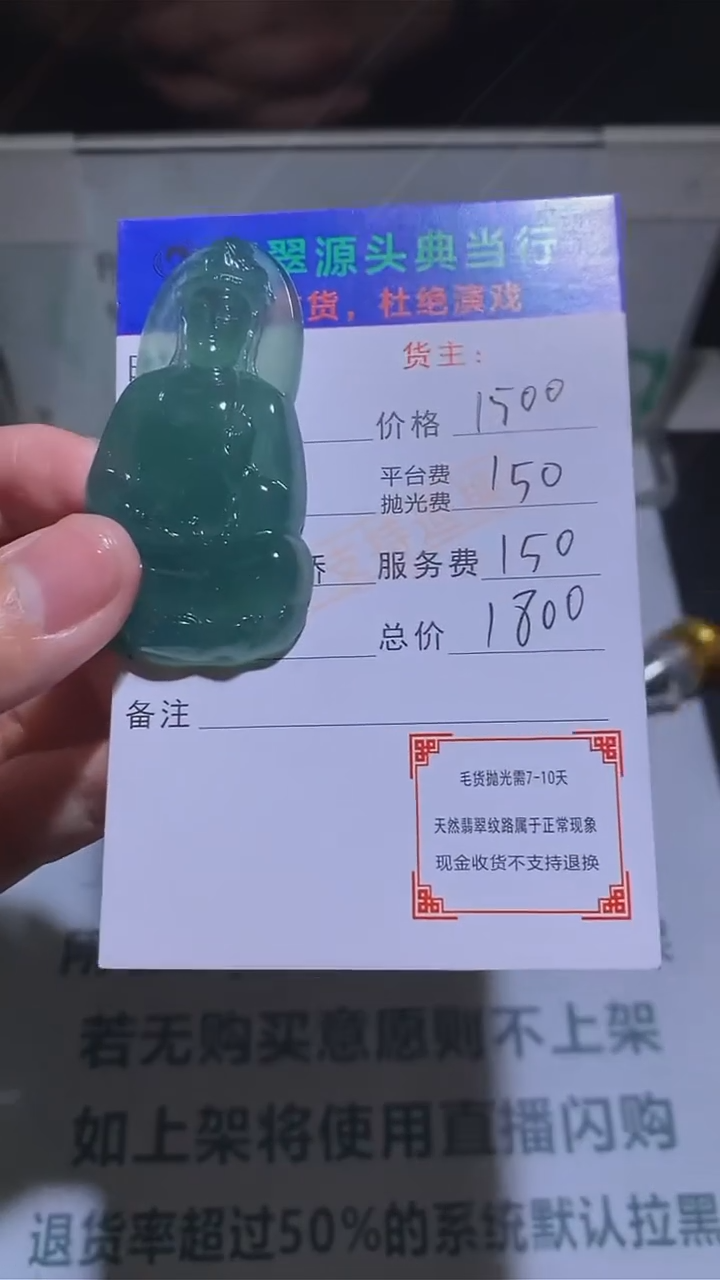 翠源头典当行
货，杜绝演戏
货主：
价格 1500
平台费
抛光费 150
服务费 150
总价 1800
备注
毛货抛光需7-10天
天然翡翠纹路属于正常现象
现金收货不支持退换
若无购买意愿则不上架
如上架将使用直播闪购
退货率超过50%的系统默认拉黑